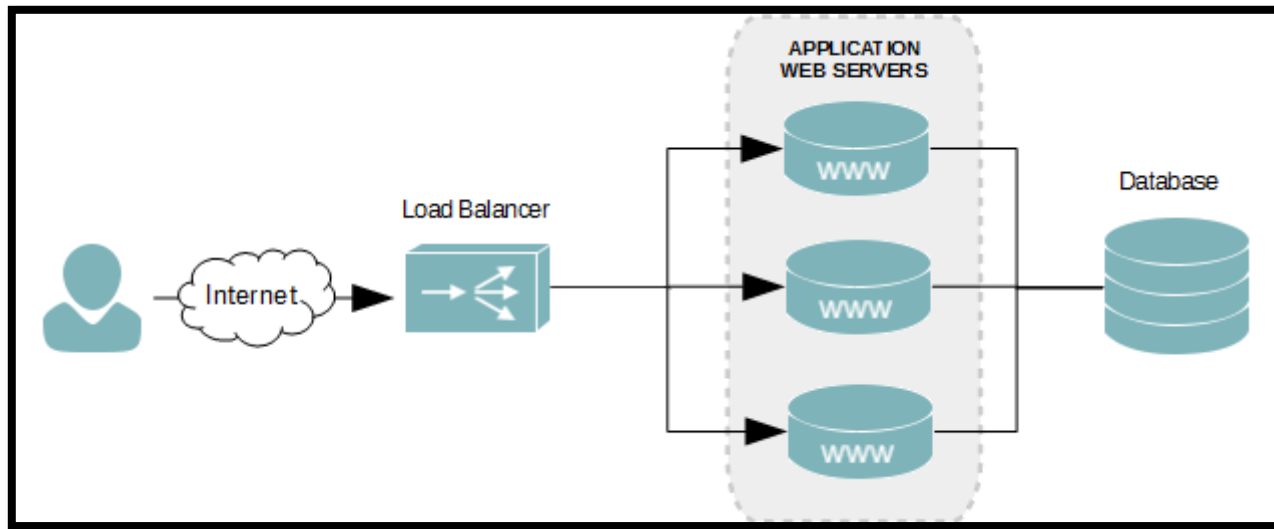 APPLICATION
WEB SERVERS
WWW
Database
Load Balancer
Internet
WWW
WWW